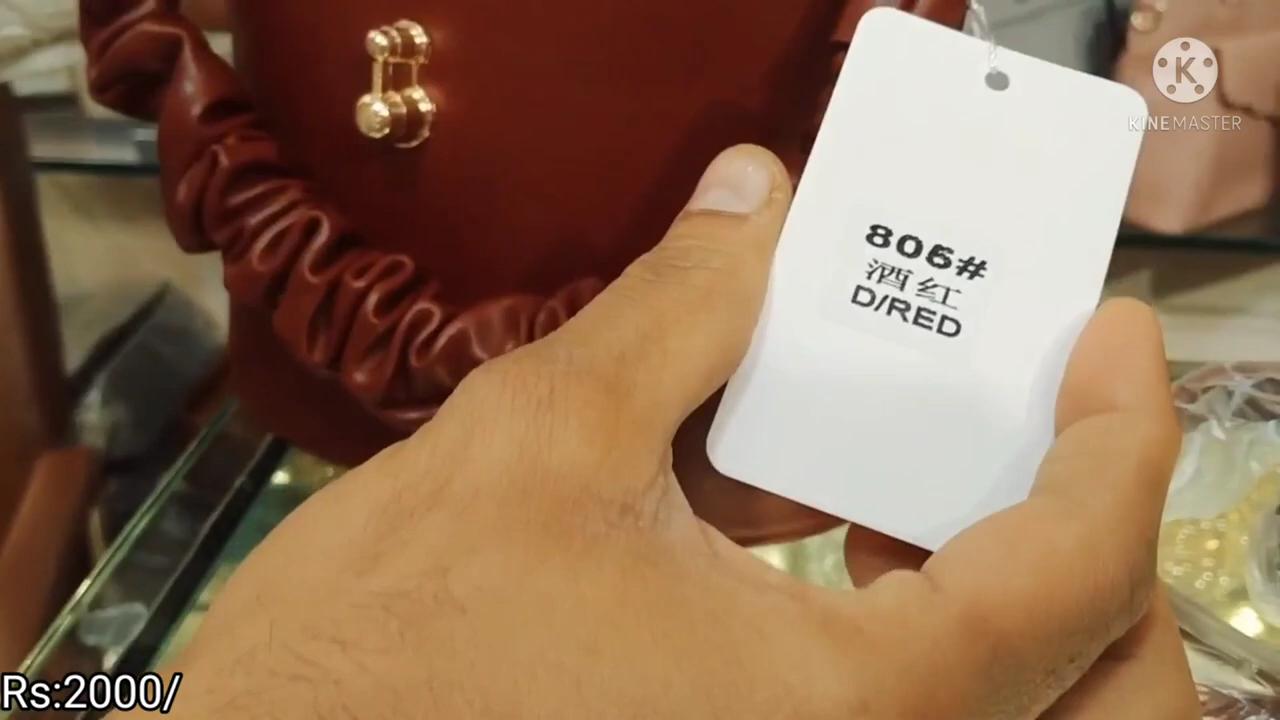 KINEMASTER
806#
酒红
D/RED
Rs:2000/